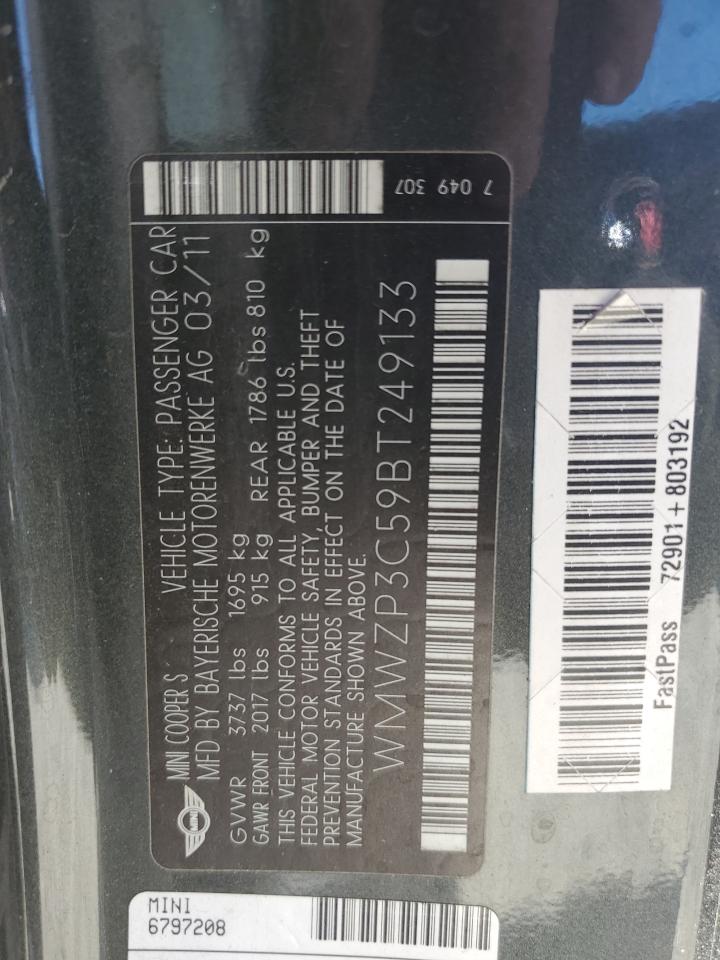 7 049 307
MINI COOPER S VEHICLE TYPE: PASSENGER CAR
MFD BY BAYERISCHE MOTORENWERKE AG 03/11
GVWR 3737 lbs 1695 kg
GAWR FRONT 2017 lbs 915 kg REAR 1786 lbs 810 kg
THIS VEHICLE CONFORMS TO ALL APPLICABLE U.S.
FEDERAL MOTOR VEHICLE SAFETY, BUMPER AND THEFT
PREVENTION STANDARDS IN EFFECT ON THE DATE OF
MANUFACTURE SHOWN ABOVE.
WMWZP3C59BT249133
FastPass 72901+803192
MINI
6797208